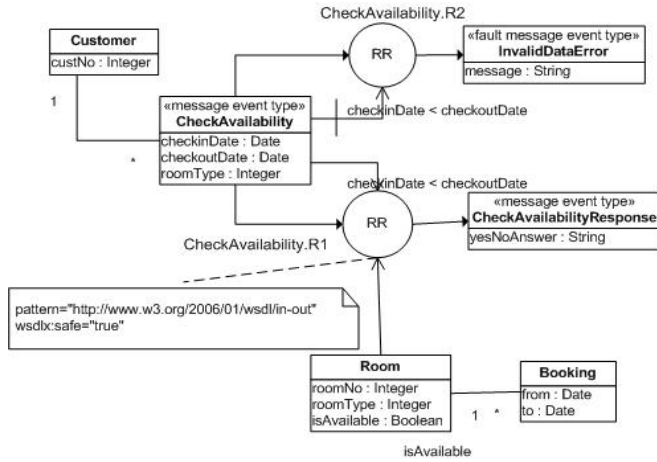 CheckAvailability.R2
Customer
custNo : Integer
RR
«fault message event type»
InvalidDataError
message : String
1
«message event type»
CheckAvailability
checkinDate : Date
checkoutDate : Date
roomType : Integer
*
checkinDate < checkoutDate
checkinDate < checkoutDate
RR
«message event type»
CheckAvailabilityResponse
yesNoAnswer : String
CheckAvailability.R1
pattern="http://www.w3.org/2006/01/wsdl/in-out"
wsdlx:safe="true"
Room
roomNo : Integer
roomType : Integer
isAvailable : Boolean
Booking
from : Date
to : Date
1 *
isAvailable